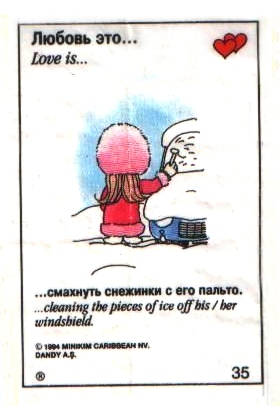 Любовь это...
Love is...
...смахнуть снежинки с его пальто.
...cleaning the pieces of ice off his / her
windshield.
© 1994 MINIKIM CARIBBEAN NV.
DANDY A.Ş.
®
35